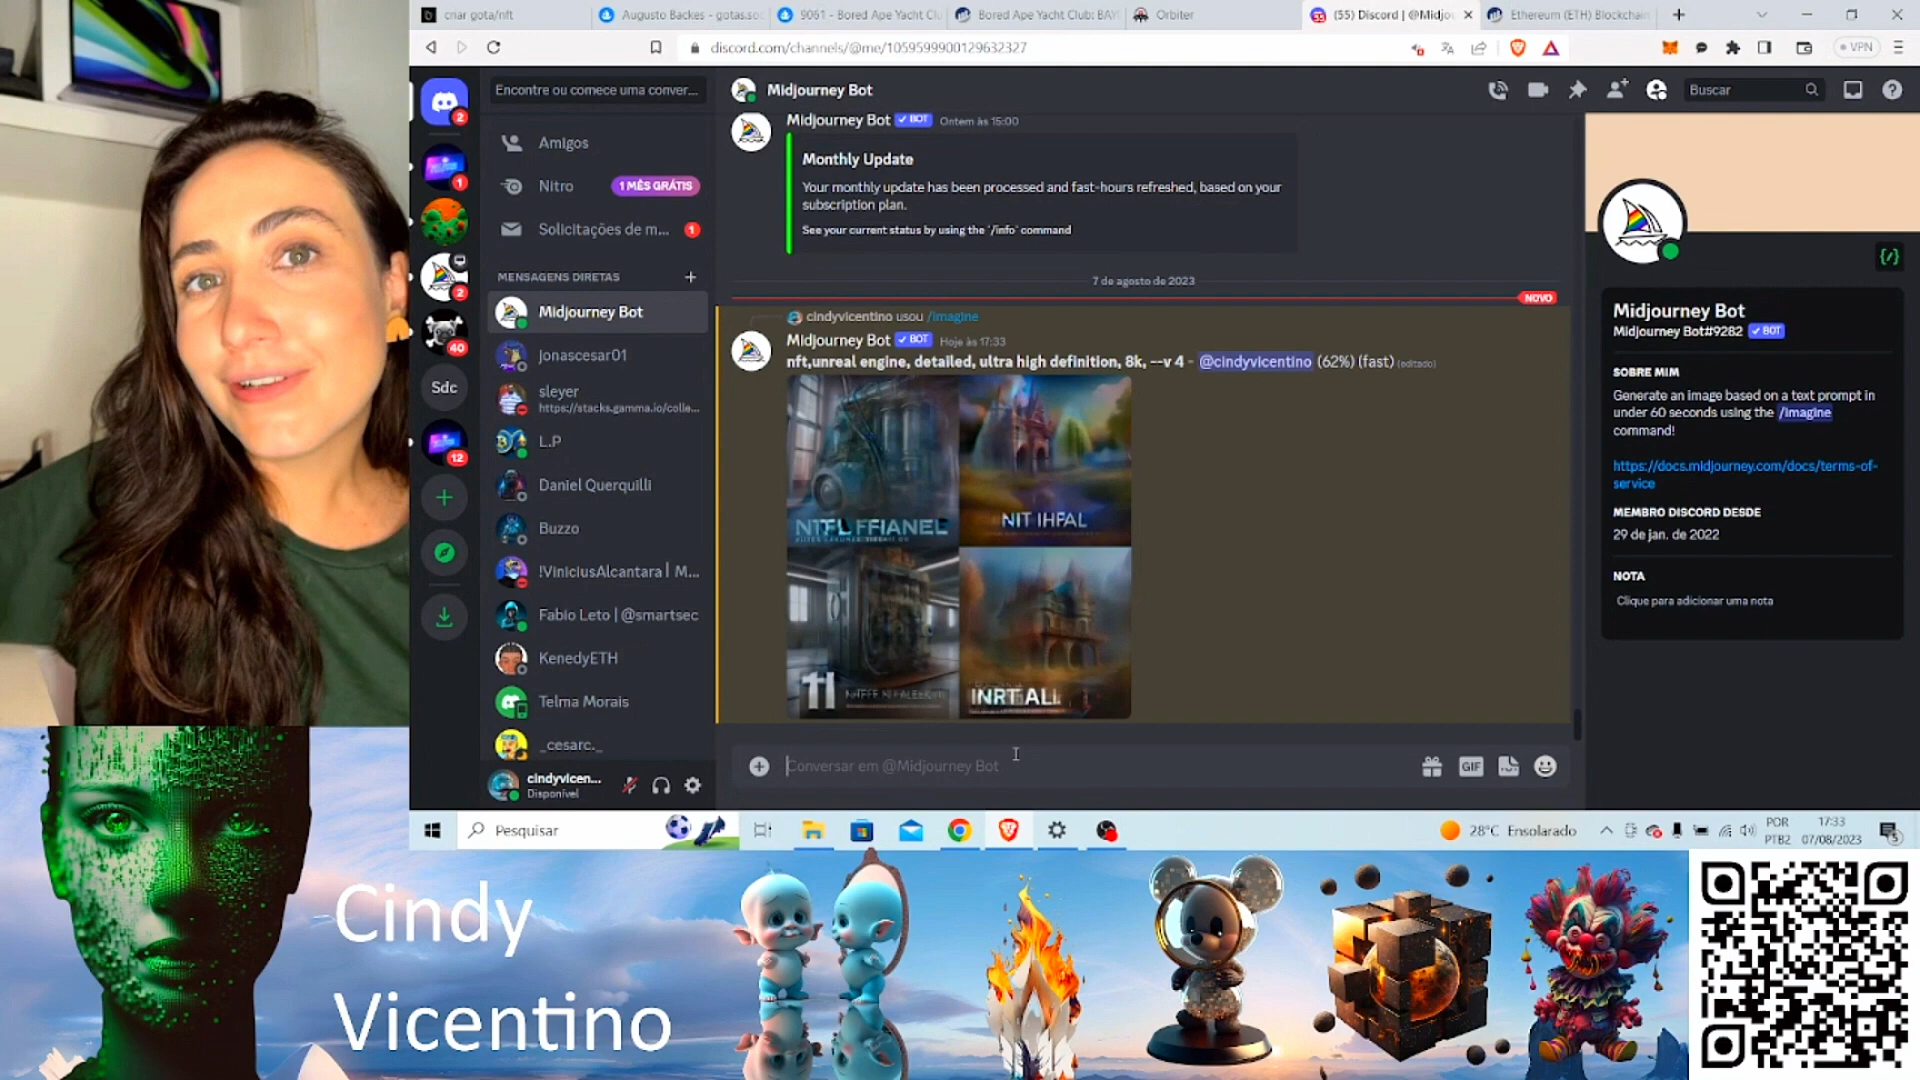 criar gota/nft
Augusto Backes - gotas.soc
9061 - Bored Ape Yacht Clu
Bored Ape Yacht Club: BAY
Orbiter
(55) Discord | @Midjo
Ethereum (ETH) Blockchain
discord.com/channels/@me/1059599900129632327
VPN
Encontre ou comece uma conver...
Midjourney Bot
Buscar
2
1
2
40
Sdc
12
Amigos
Nitro
1 MÊS GRÁTIS
Solicitações de m...
1
MENSAGENS DIRETAS
Midjourney Bot
jonascesar01
sleyer
https://stacks.gamma.io/colle...
L.P
Daniel Querquilli
Buzzo
!ViniciusAlcantara | M...
Fabio Leto | @smartsec
KenedyETH
Telma Morais
_cesarc._
cindyvicen...
Disponível
Midjourney Bot BOT Ontem às 15:00
Monthly Update
Your monthly update has been processed and fast-hours refreshed, based on your
subscription plan.
See your current status by using the '/info' command
7 de agosto de 2023
NOVO
cindyvicentino usou /imagine
Midjourney Bot BOT Hoje às 17:33
nft,unreal engine, detailed, ultra high definition, 8k, --v 4 - @cindyvicentino (62%) (fast) (editado)
NIT IHFAL
INRTALL
Conversar em @Midjourney Bot
GIF
Midjourney Bot
Midjourney Bot#9282 BOT
SOBRE MIM
Generate an image based on a text prompt in
under 60 seconds using the /imagine
command!
https://docs.midjourney.com/docs/terms-of-
service
MEMBRO DISCORD DESDE
29 de jan. de 2022
NOTA
Clique para adicionar uma nota
Pesquisar
28°C Ensolarado
POR
PTB2
17:33
07/08/2023
5
Cindy
Vicentino